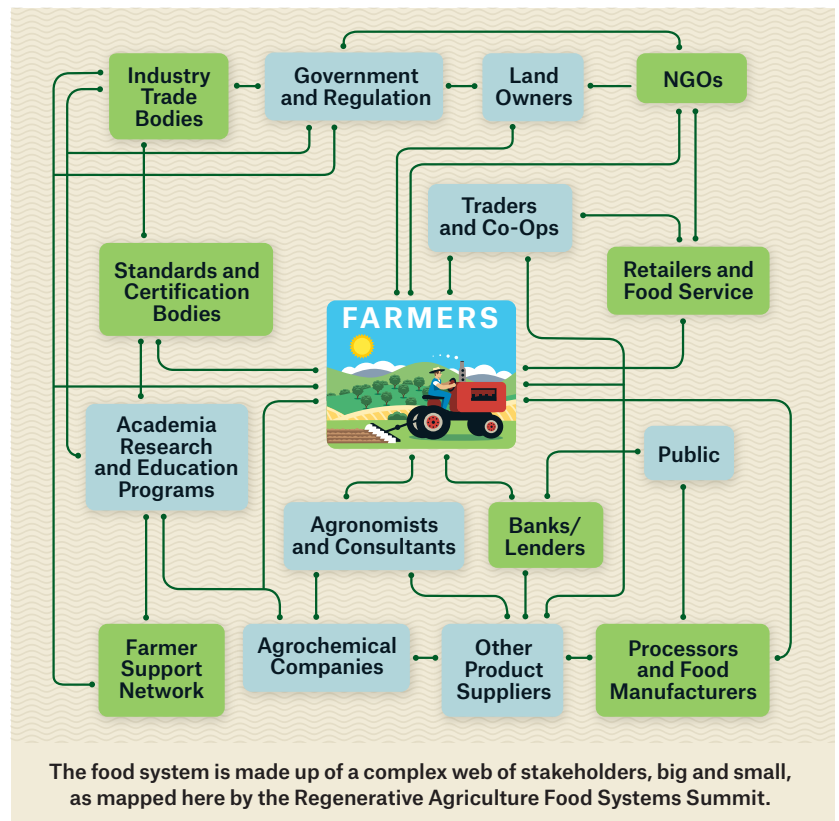 Industry
Trade
Bodies
Government
and Regulation
Land
Owners
NGOs
Traders
and Co-Ops
Standards and
Certification
Bodies
Retailers and
Food Service
FARMERS
Academia
Research
and Education
Programs
Public
Agronomists
and Consultants
Banks/
Lenders
Farmer
Support
Network
Agrochemical
Companies
Other
Product
Suppliers
Processors
and Food
Manufacturers
The food system is made up of a complex web of stakeholders, big and small,
as mapped here by the Regenerative Agriculture Food Systems Summit.